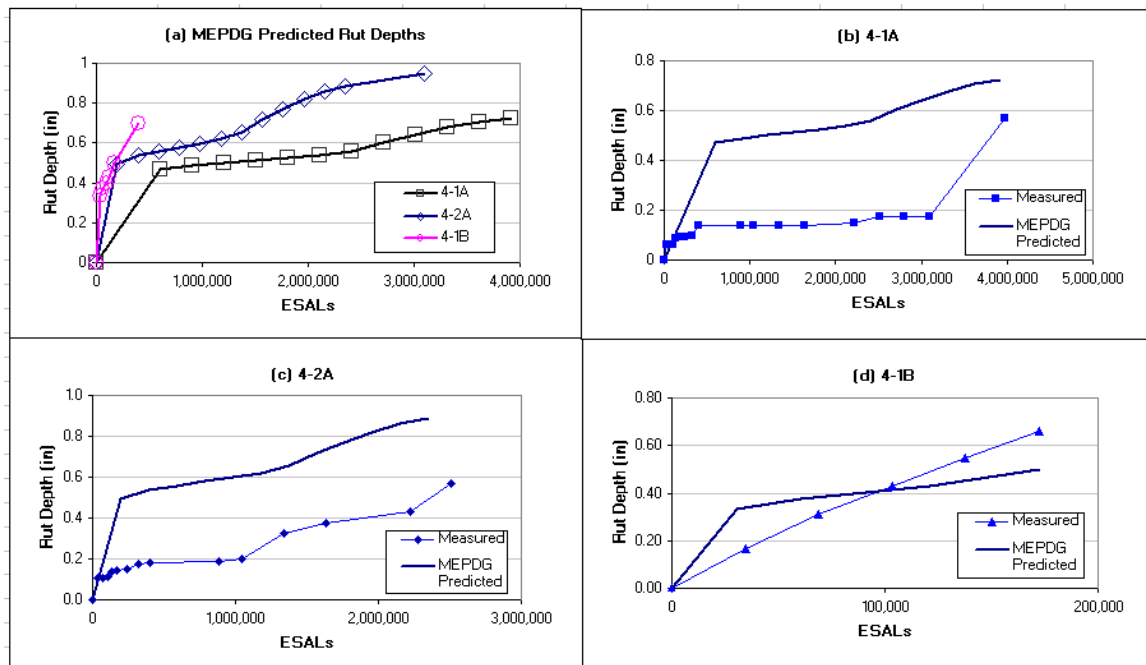 (a) MEPDG Predicted Rut Depths
1
0.8
0.6
0.4
0.2
0
Rut Depth (in)
0
1,000,000
2,000,000
3,000,000
4,000,000
ESALs
4-1A
4-2A
4-1B
(b) 4-1A
0.8
0.6
0.4
0.2
0
Rut Depth (in)
0
1,000,000
2,000,000
3,000,000
4,000,000
5,000,000
ESALs
Measured
MEPDG
Predicted
(c) 4-2A
1.0
0.8
0.6
0.4
0.2
0.0
Rut Depth (in)
0
1,000,000
2,000,000
3,000,000
ESALs
Measured
MEPDG
Predicted
(d) 4-1B
0.80
0.60
0.40
0.20
0.00
Rut Depth (in)
0
100,000
200,000
ESALs
Measured
MEPDG
Predicted